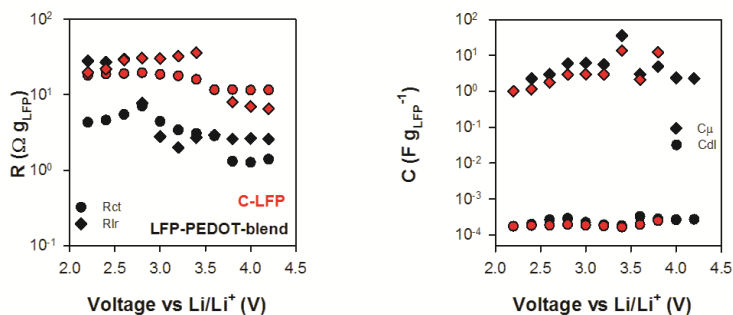 10²
10¹
10⁰
10⁻¹
R (Ω g_LFP)
Rct
Rlr
C-LFP
LFP-PEDOT-blend
2.0 2.5 3.0 3.5 4.0 4.5
Voltage vs Li/Li⁺ (V)
10²
10¹
10⁰
10⁻¹
10⁻²
10⁻³
10⁻⁴
C (F g_LFP⁻¹)
Cμ
Cdl
2.0 2.5 3.0 3.5 4.0 4.5
Voltage vs Li/Li⁺ (V)